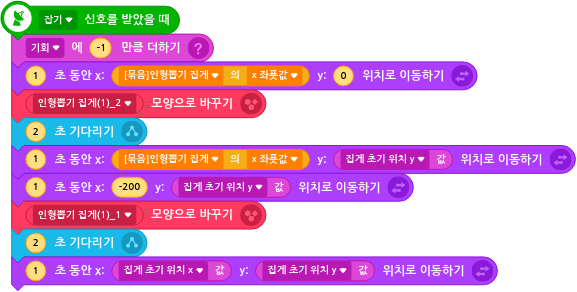 잡기 신호를 받았을 때
기회 에 -1 만큼 더하기 ?
1 초 동안 x: [묶음]인형뽑기 집게 의 x 좌푯값 y: 0 위치로 이동하기
인형뽑기 집게(1)_2 모양으로 바꾸기
2 초 기다리기
1 초 동안 x: [묶음]인형뽑기 집게 의 x 좌푯값 y: 집게 초기 위치 y 값 위치로 이동하기
1 초 동안 x: -200 y: 집게 초기 위치 y 값 위치로 이동하기
인형뽑기 집게(1)_1 모양으로 바꾸기
2 초 기다리기
1 초 동안 x: 집게 초기 위치 x 값 y: 집게 초기 위치 y 값 위치로 이동하기